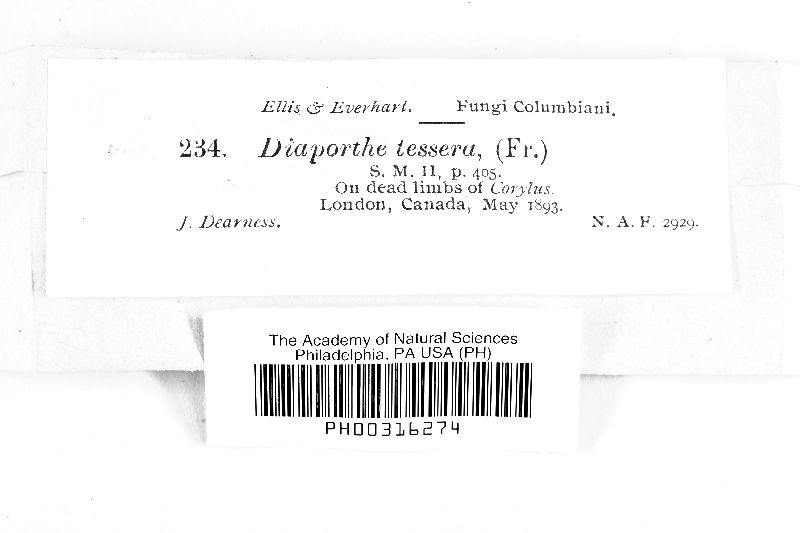 Ellis & Everhart. Fungi Columbiani.
234. Diaporthe tessera, (Fr.)
S. M. II, p. 405.
On dead limbs of Corylus.
London, Canada, May 1893.
J. Dearness. N. A. F. 2929.
The Academy of Natural Sciences
Philadelphia, PA USA (PH)
PH00316274